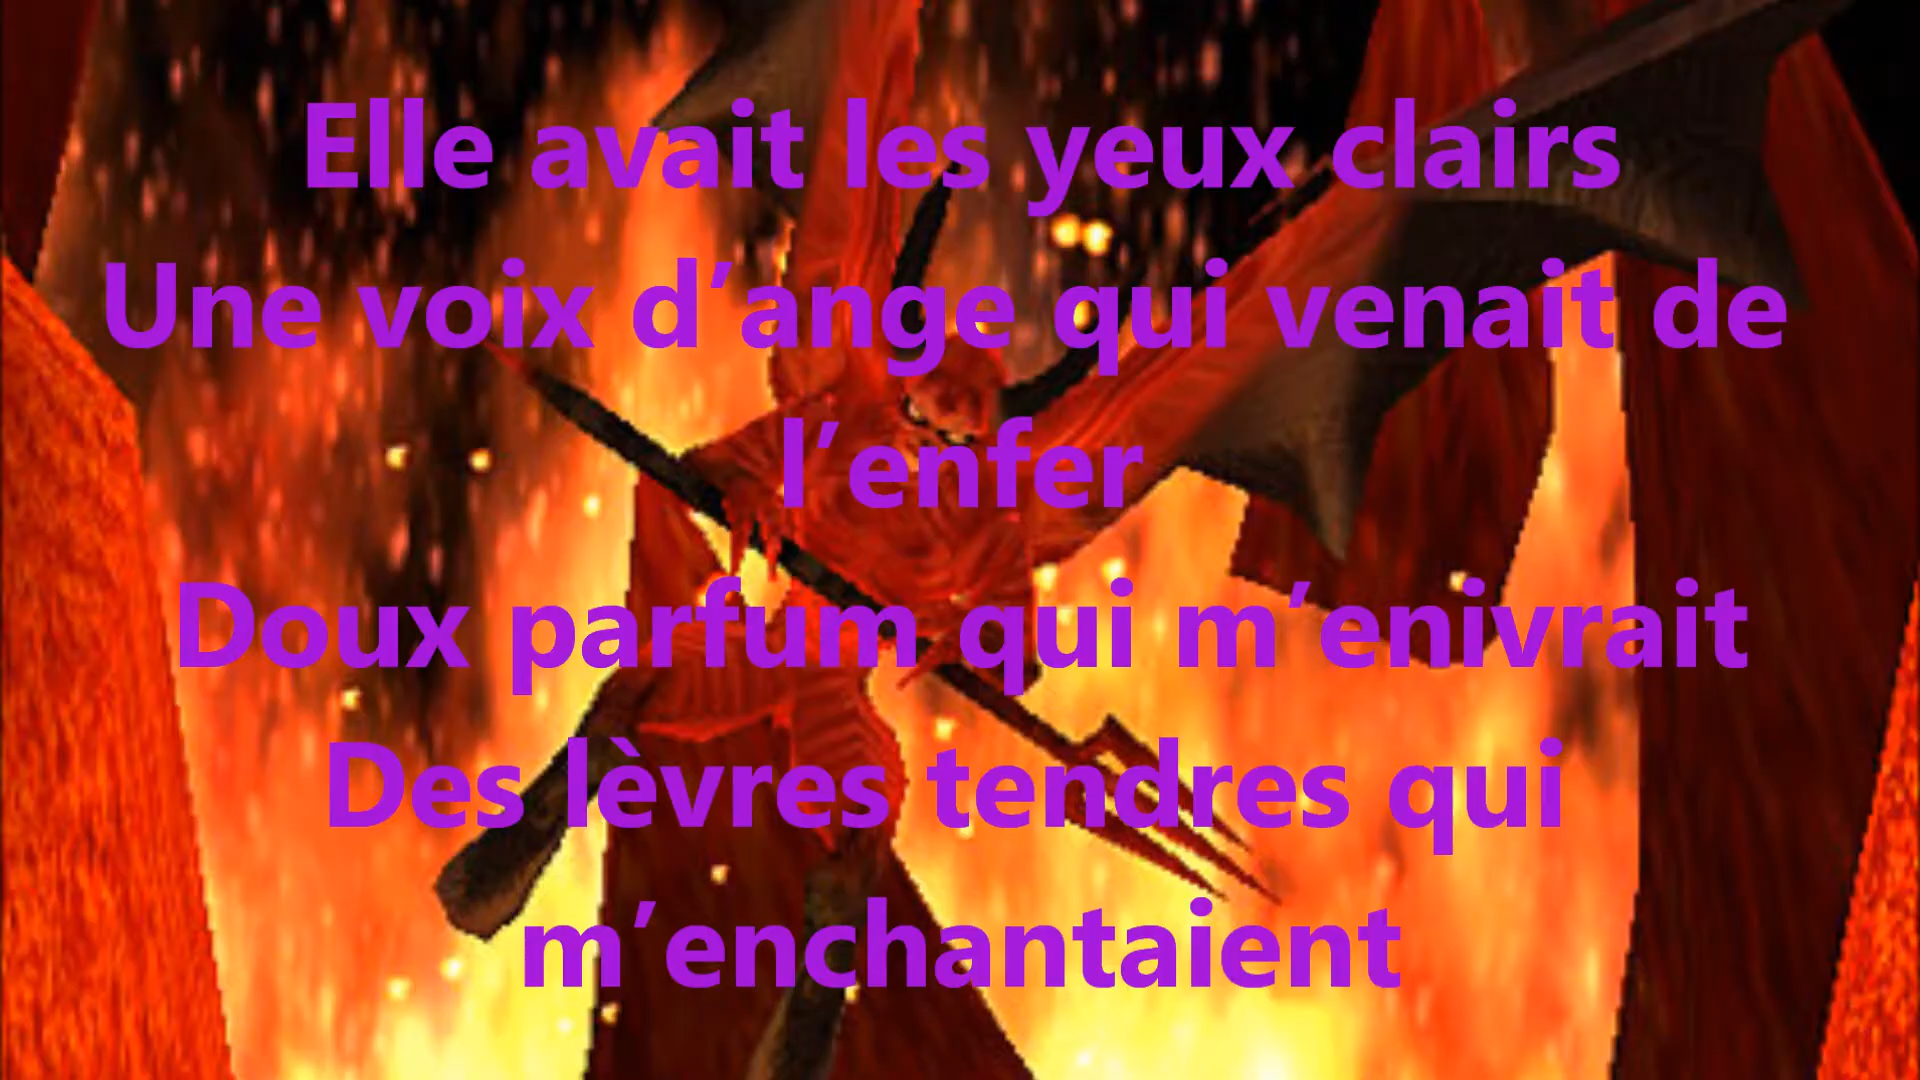 Elle avait les yeux clairs
Une voix d’ange qui venait de
l’enfer
Doux parfum qui m’enivrait
Des lèvres tendres qui
m’enchantaient